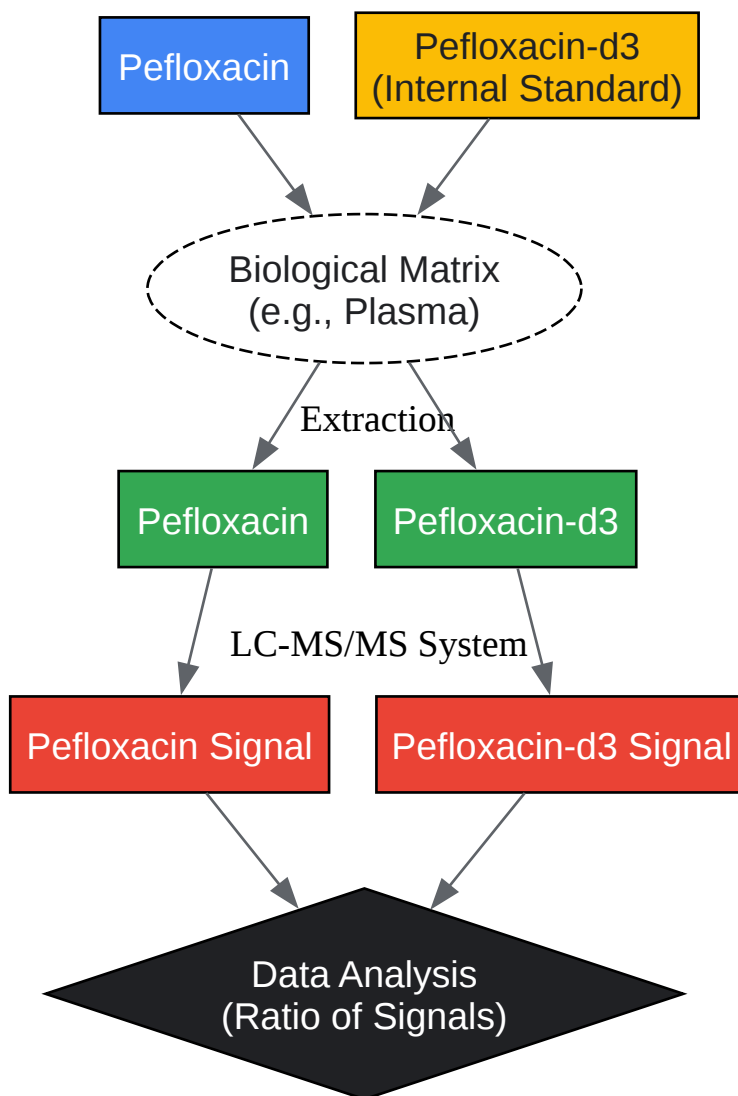 Pefloxacin
Pefloxacin-d3
(Internal Standard)
Biological Matrix
(e.g., Plasma)
Extraction
Pefloxacin
Pefloxacin-d3
LC-MS/MS System
Pefloxacin Signal
Pefloxacin-d3 Signal
Data Analysis
(Ratio of Signals)